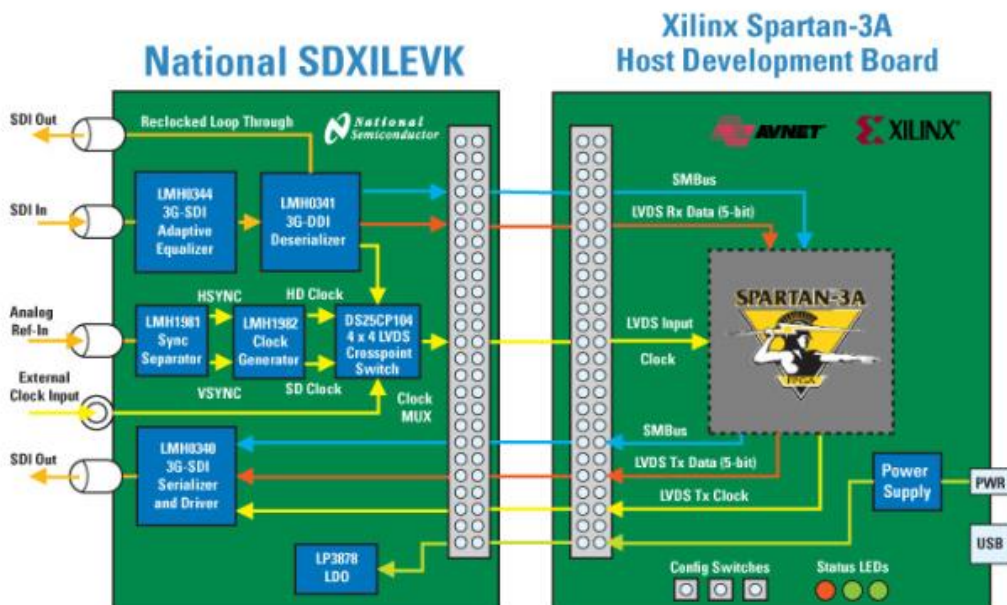 National SDXILEVK
Xilinx Spartan-3A
Host Development Board
SDI Out
Reclocked Loop Through
National
Semiconductor
AVNET
XILINX®
SDI In
LMH0344
3G-SDI
Adaptive
Equalizer
LMH0341
3G-DDI
Deserializer
SMBus
LVDS Rx Data (5-bit)
Analog
Ref-In
LMH1981
Sync
Separator
HSYNC
VSYNC
LMH1982
Clock
Generator
HD Clock
SD Clock
DS25CP104
4 x 4 LVDS
Crosspoint
Switch
Clock
MUX
LVDS Input
Clock
SPARTAN-3A
FPGA
External
Clock Input
SDI Out
LMH0340
3G-SDI
Serializer
and Driver
SMBus
LVDS Tx Data (5-bit)
LVDS Tx Clock
Power
Supply
PWR
USB
LP3878
LDO
Config Switches
Status LEDs